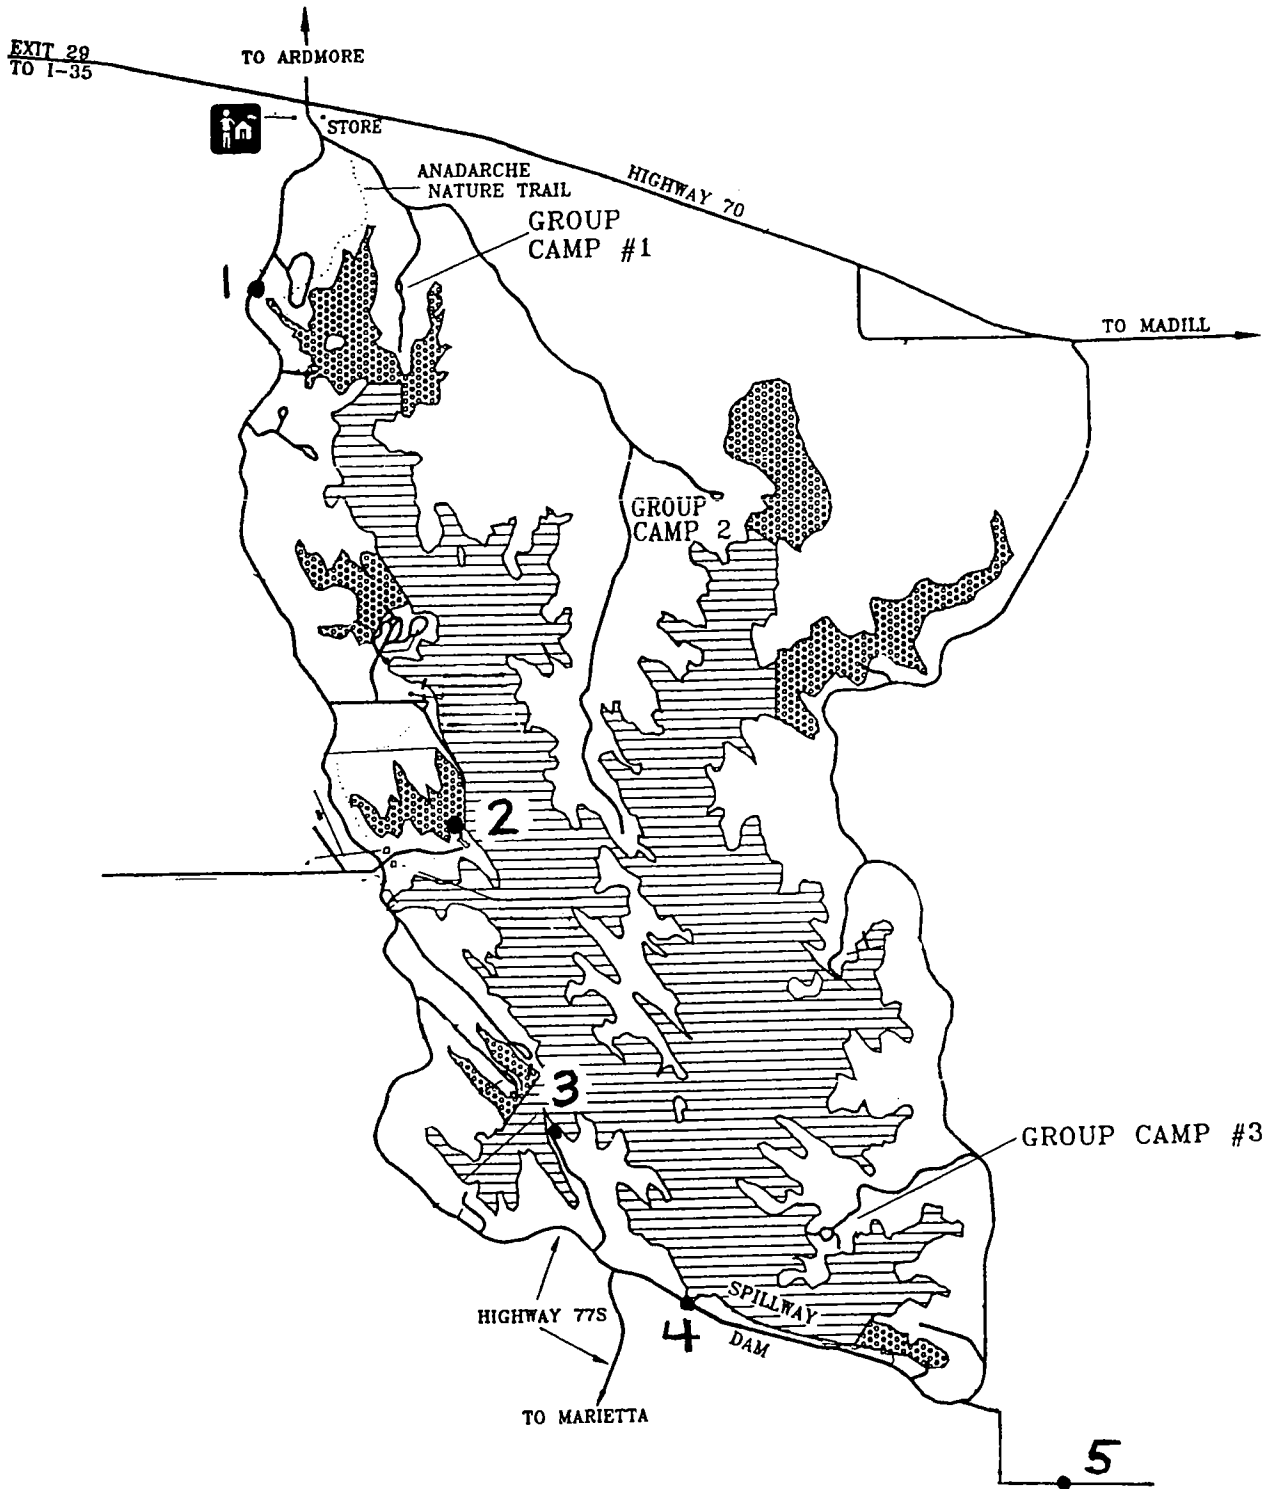 EXIT 29
TO I-35
TO ARDMORE
STORE
ANADARCHE
NATURE TRAIL
HIGHWAY 70
GROUP
CAMP #1
1
TO MADILL
GROUP
CAMP 2
2
3
GROUP CAMP #3
SPILLWAY
HIGHWAY 77S
4
DAM
TO MARIETTA
5